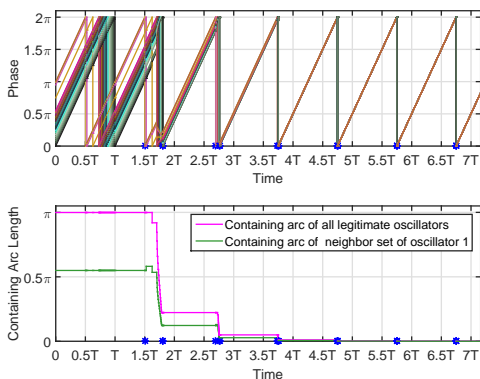 2π
1.5π
π
0.5π
0
Phase
0 0.5T T 1.5T 2T 2.5T 3T 3.5T 4T 4.5T 5T 5.5T 6T 6.5T 7T
Time
π
0.5π
0
Containing Arc Length
Containing arc of all legitimate oscillators
Containing arc of neighbor set of oscillator 1
0 0.5T T 1.5T 2T 2.5T 3T 3.5T 4T 4.5T 5T 5.5T 6T 6.5T 7T
Time